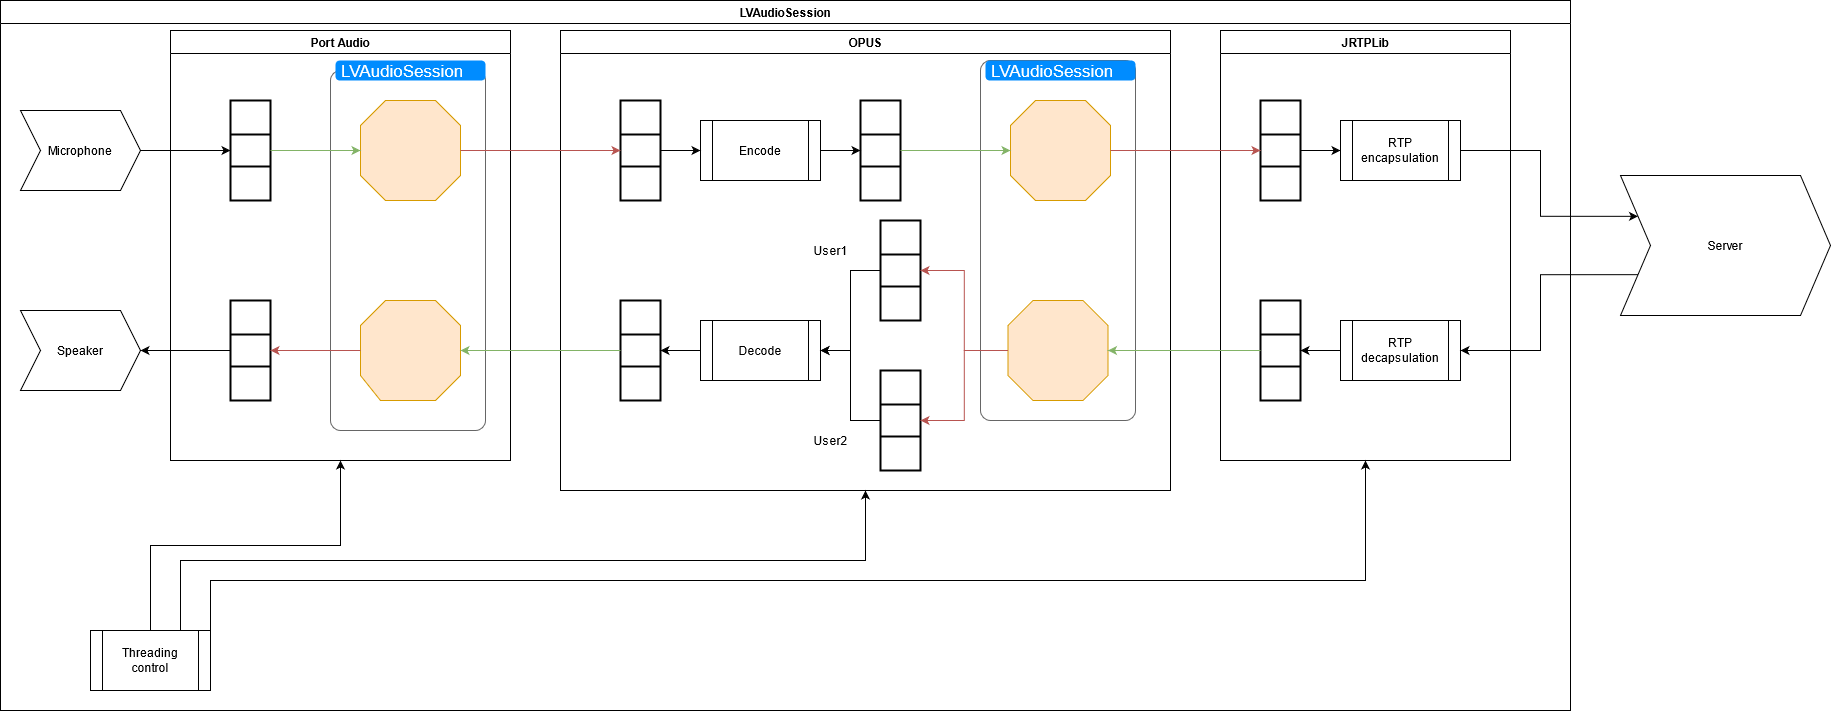 LVAudioSession
Port Audio
OPUS
JRTPLib
LVAudioSession
LVAudioSession
Microphone
Encode
RTP
encapsulation
Server
User1
Speaker
Decode
RTP
decapsulation
User2
Threading
control